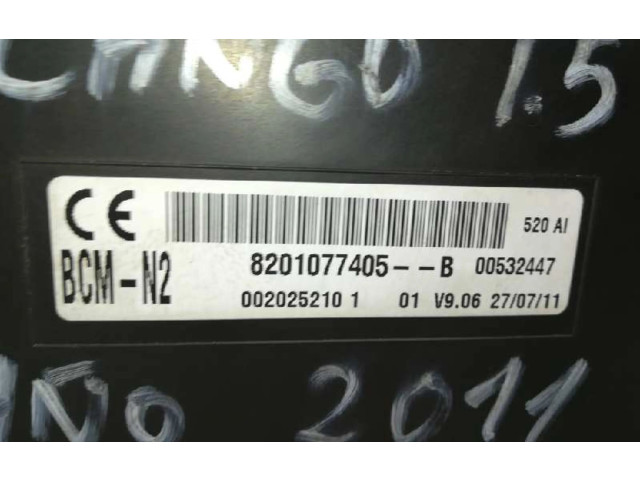 CANGO 1.5
CE 520 AI
BCM-N2 8201077405--B 00532447
002025210 1 01 V9.06 27/07/11
AÑO 2011